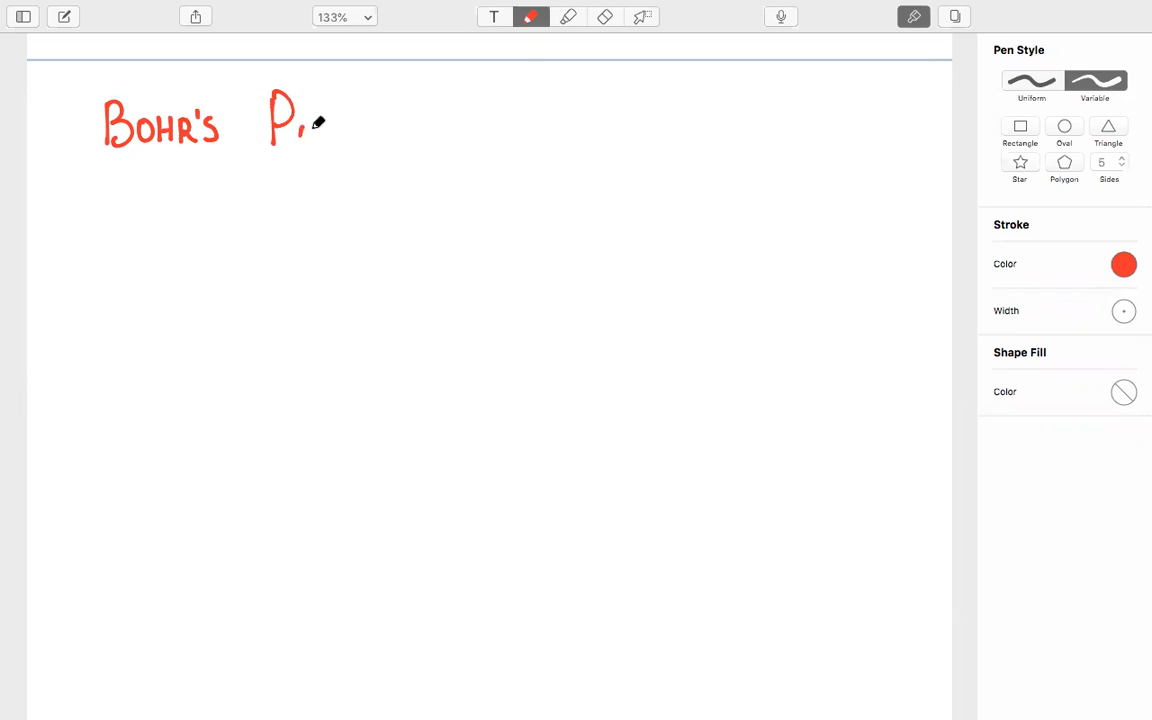 133%
T
BOHR'S P
Pen Style
Uniform Variable
Rectangle Oval Triangle
5
Star Polygon Sides
Stroke
Color
Width
Shape Fill
Color